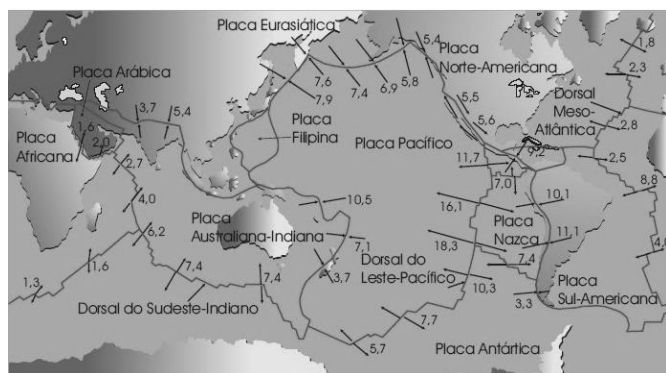 Placa Eurasiática
5,4
Placa
Norte-Americana
1,8
Placa Arábica
7,6
7,4
6,9
5,8
2,3
7,9
Dorsal
Meso-
Atlântica
3,7
5,4
5,5
5,6
2,8
Placa
Africana
1,6
2,0
Placa
Filipina
Placa Pacífico
9,2
2,5
2,7
11,7
7,0
8,8
4,0
10,5
16,1
10,1
6,2
Placa
Australiana-Indiana
7,1
Placa
Nazca
11,1
18,3
1,6
7,4
7,4
3,7
Dorsal do
Leste-Pacífico
7,4
1,3
10,3
3,3
Placa
Sul-Americana
Dorsal do Sudeste-Indiano
7,7
5,7
Placa Antártica